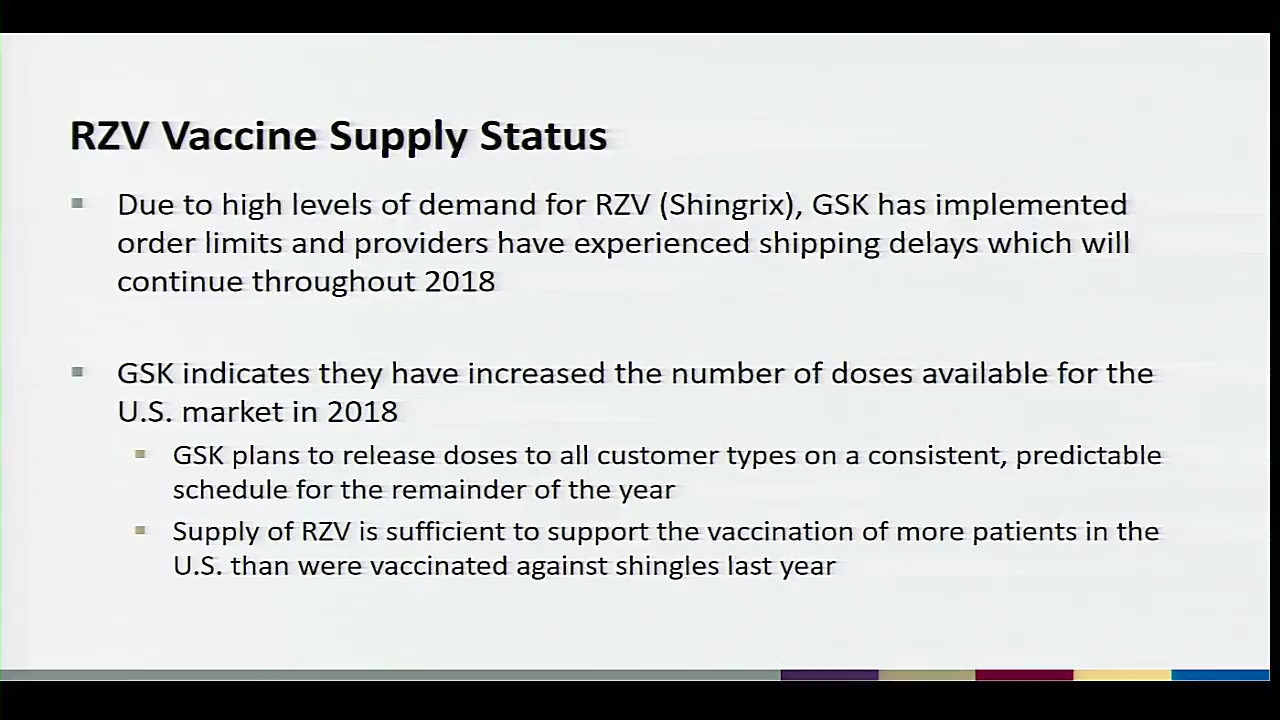 RZV Vaccine Supply Status
Due to high levels of demand for RZV (Shingrix), GSK has implemented
order limits and providers have experienced shipping delays which will
continue throughout 2018
GSK indicates they have increased the number of doses available for the
U.S. market in 2018
GSK plans to release doses to all customer types on a consistent, predictable
schedule for the remainder of the year
Supply of RZV is sufficient to support the vaccination of more patients in the
U.S. than were vaccinated against shingles last year